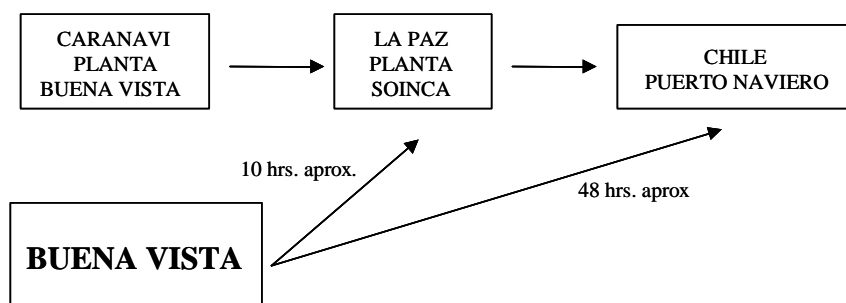 CARANAVI
PLANTA
BUENA VISTA
LA PAZ
PLANTA
SOINCA
CHILE
PUERTO NAVIERO
10 hrs. aprox.
48 hrs. aprox
BUENA VISTA